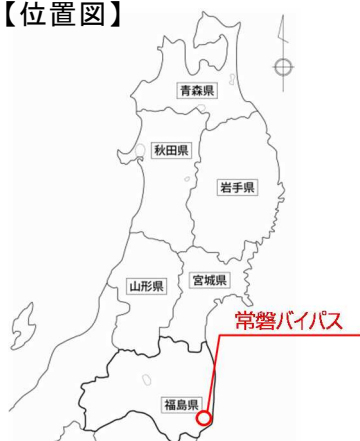 【位置図】
青森県
秋田県
岩手県
山形県
宮城県
常磐バイパス
福島県